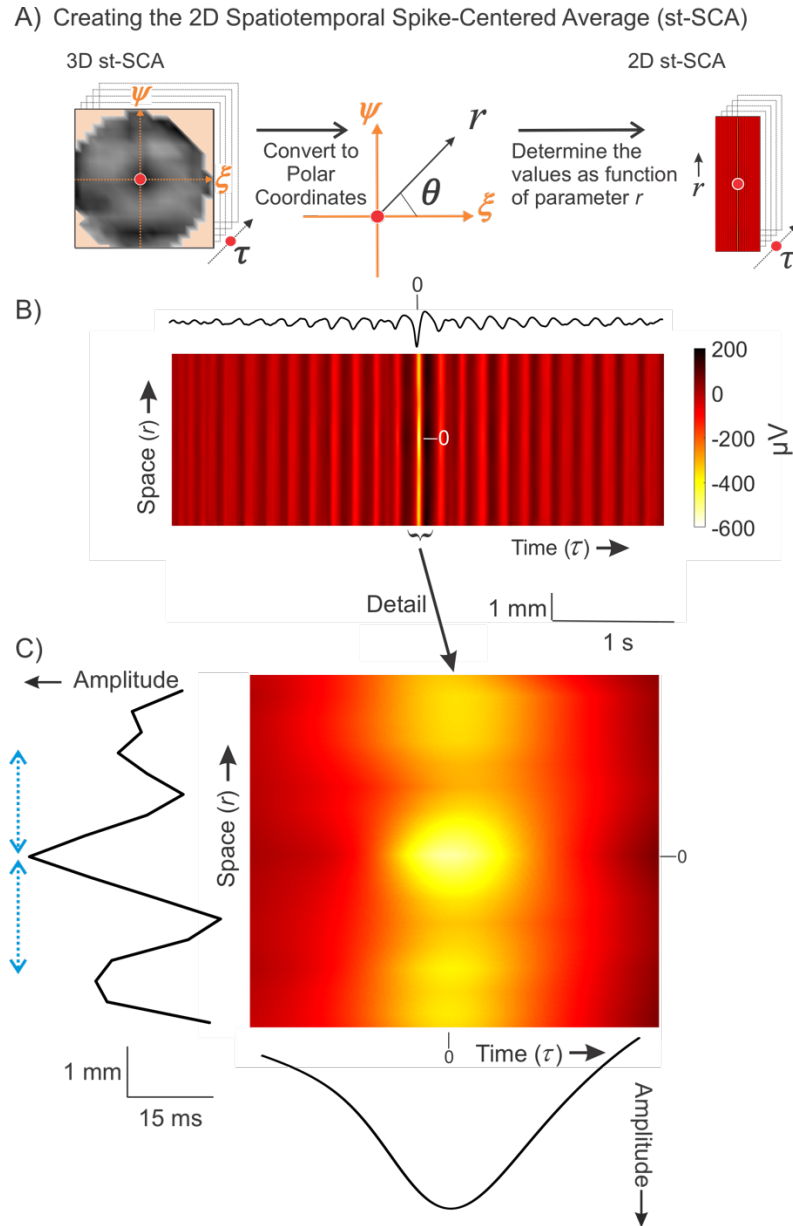 A) Creating the 2D Spatiotemporal Spike-Centered Average (st-SCA)
3D st-SCA
2D st-SCA
ψ
ξ
τ
Convert to
Polar
Coordinates
ψ
r
θ
ξ
Determine the
values as function
of parameter r
r
τ
B)
0
Space (r)
0
Time (τ)
200
0
-200
-400
-600
µV
Detail
1 mm
1 s
C)
Amplitude
Space (r)
0
0
Time (τ)
1 mm
15 ms
Amplitude